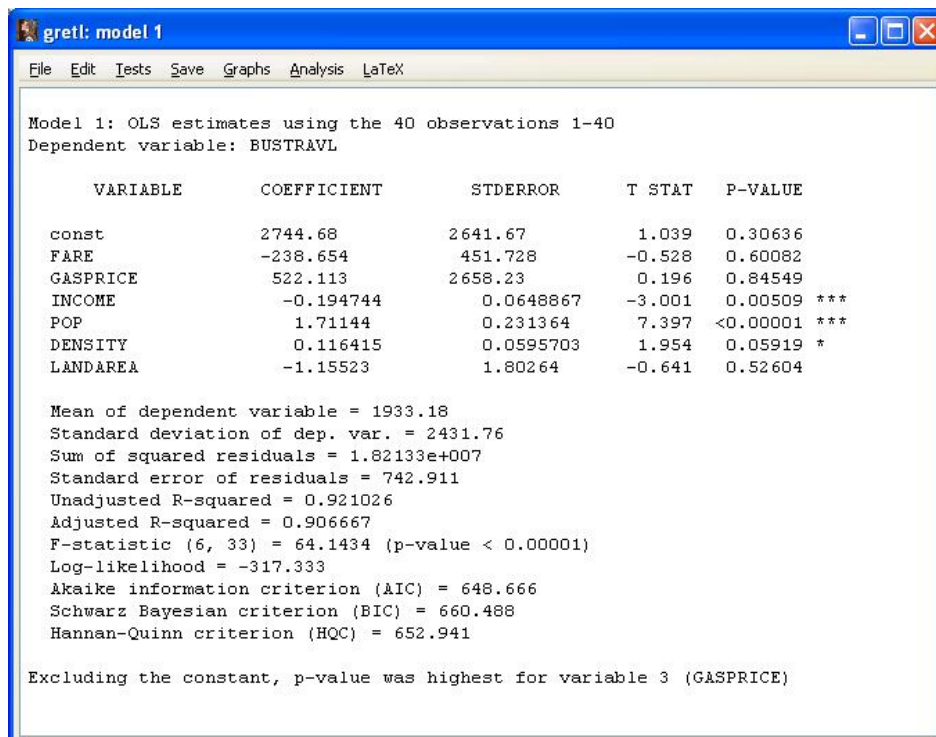 gretl: model 1
File Edit Tests Save Graphs Analysis LaTeX
Model 1: OLS estimates using the 40 observations 1-40
Dependent variable: BUSTRAVL
VARIABLE COEFFICIENT STDERROR T STAT P-VALUE
const 2744.68 2641.67 1.039 0.30636
FARE -238.654 451.728 -0.528 0.60082
GASPRICE 522.113 2658.23 0.196 0.84549
INCOME -0.194744 0.0648867 -3.001 0.00509 ***
POP 1.71144 0.231364 7.397 <0.00001 ***
DENSITY 0.116415 0.0595703 1.954 0.05919 *
LANDAREA -1.15523 1.80264 -0.641 0.52604
Mean of dependent variable = 1933.18
Standard deviation of dep. var. = 2431.76
Sum of squared residuals = 1.82133e+007
Standard error of residuals = 742.911
Unadjusted R-squared = 0.921026
Adjusted R-squared = 0.906667
F-statistic (6, 33) = 64.1434 (p-value < 0.00001)
Log-likelihood = -317.333
Akaike information criterion (AIC) = 648.666
Schwarz Bayesian criterion (BIC) = 660.488
Hannan-Quinn criterion (HQC) = 652.941
Excluding the constant, p-value was highest for variable 3 (GASPRICE)